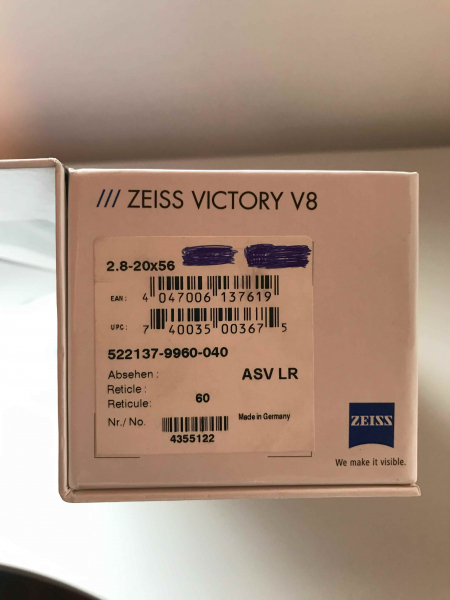 /// ZEISS VICTORY V8
2.8-20x56
EAN: 4 047006 137619
UPC: 7 40035 00367 5
522137-9960-040
Absehen:
Reticle: ASV LR
Reticule: 60
Nr./ No. Made in Germany
4355122
ZEISS
We make it visible.